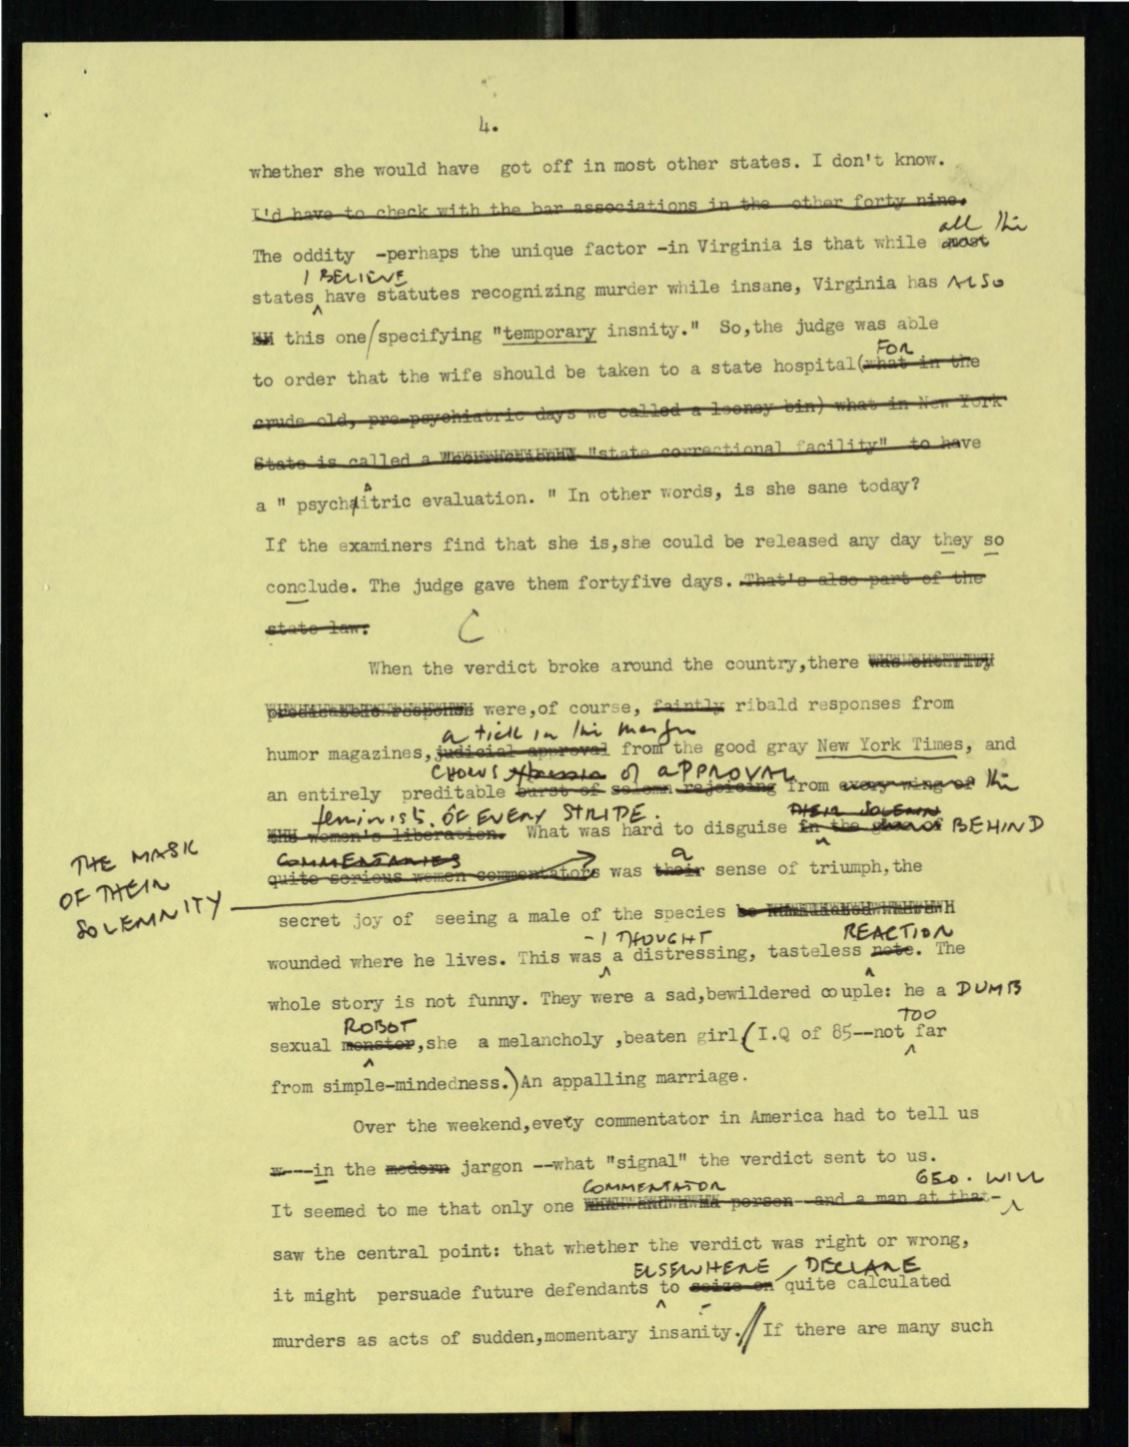 4.
whether she would have got off in most other states. I don't know.
I'd have to check with the bar associations in the other forty nine.
all the
The oddity -perhaps the unique factor -in Virginia is that while most
I BELIEVE
states have statutes recognizing murder while insane, Virginia has ALSO
this one/specifying "temporary insnity." So,the judge was able
FOR
to order that the wife should be taken to a state hospital(what in the
crude old, pre-psychiatric days we called a looney bin) what in New York
State is called a "state correctional facility" to have
a " psychaitric evaluation. " In other words, is she sane today?
If the examiners find that she is,she could be released any day they so
conclude. The judge gave them fortyfive days. That's also part of the
state law.
When the verdict broke around the country,there was entirely
predictable response were,of course, faintly ribald responses from
a tick in the margin
humor magazines,judicial approval from the good gray New York Times, and
CHORUS of APPROVAL
an entirely preditable burst of solemn rejoicing from every wing of the
feminists OF EVERY STRIPE.
women's liberation. What was hard to disguise in the of BEHIND
THEIR SOLEMN
COMMENTARIES
THE MASK
OF THEIR
SOLEMNITY
a
quite serious women commentators was their sense of triumph,the
secret joy of seeing a male of the species be
- I THOUGHT REACTION
wounded where he lives. This was a distressing, tasteless note. The
whole story is not funny. They were a sad,bewildered couple: he a DUMB
ROBOT TOO
sexual monster,she a melancholy ,beaten girl(I.Q of 85--not far
from simple-mindedness.)An appalling marriage.
Over the weekend,evety commentator in America had to tell us
w---in the modern jargon --what "signal" the verdict sent to us.
COMMENTATOR GEO. WILL
It seemed to me that only one person--and a man at that-
saw the central point: that whether the verdict was right or wrong,
ELSEWHERE / DECLARE
it might persuade future defendants to seize on quite calculated
murders as acts of sudden,momentary insanity.// If there are many such